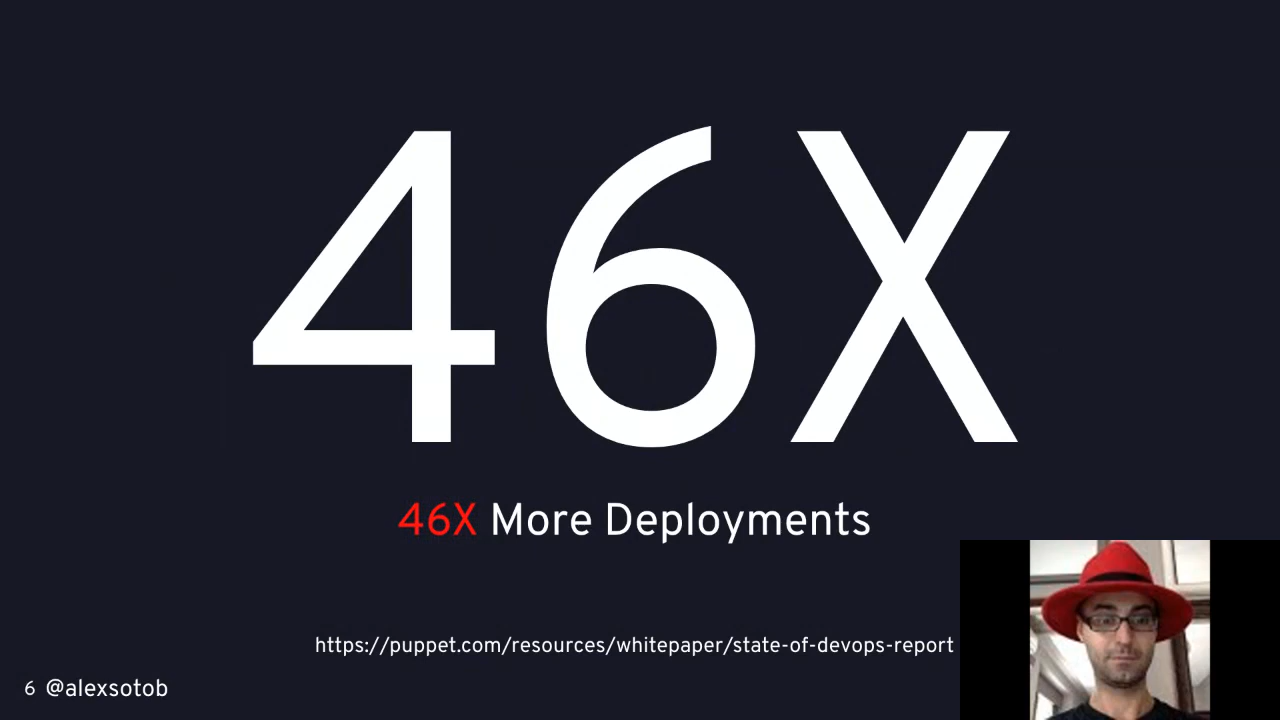 46X
46X More Deployments
https://puppet.com/resources/whitepaper/state-of-devops-report
6 @alexsotob